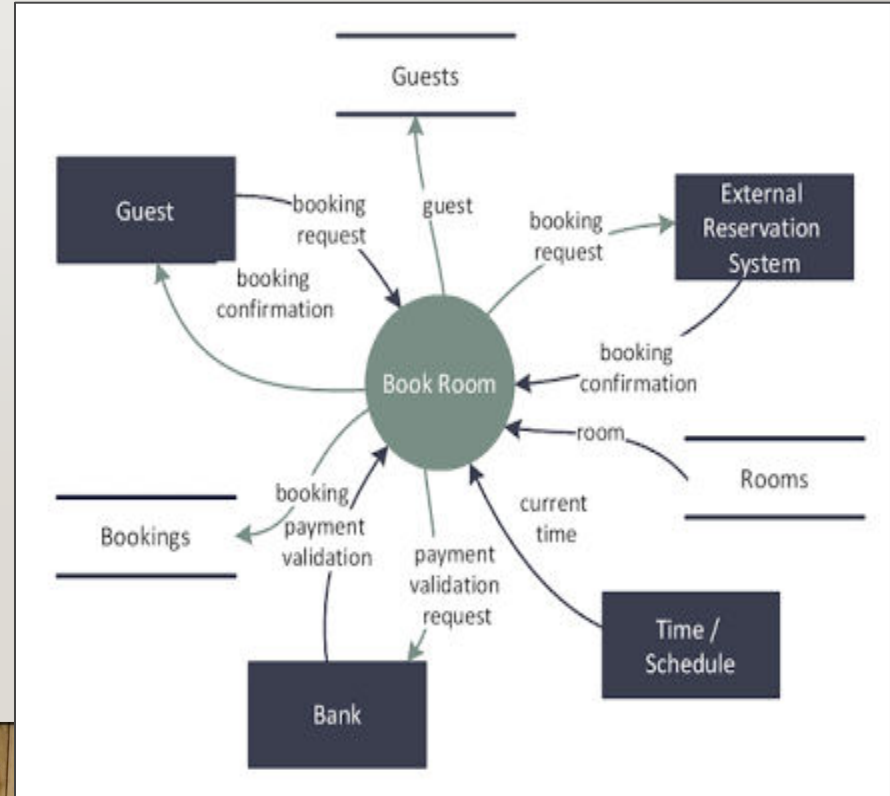 Guests
Guest
External
Reservation
System
booking
request
guest
booking
request
booking
confirmation
booking
confirmation
Book Room
room
Rooms
current
time
booking
Bookings
payment
validation
payment
validation
request
Time /
Schedule
Bank